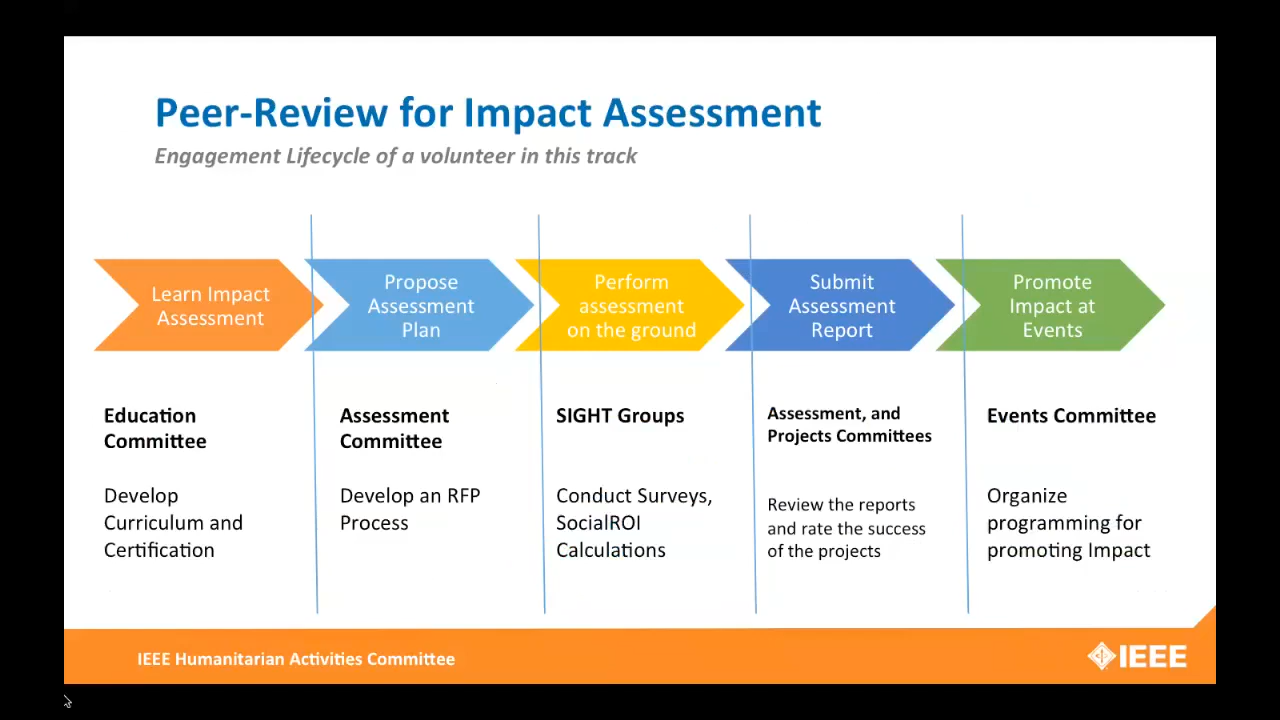 Peer-Review for Impact Assessment
Engagement Lifecycle of a volunteer in this track
Learn Impact
Assessment
Propose
Assessment
Plan
Perform
assessment
on the ground
Submit
Assessment
Report
Promote
Impact at
Events
Education
Committee
Develop
Curriculum and
Certification
Assessment
Committee
Develop an RFP
Process
SIGHT Groups
Conduct Surveys,
SocialROI
Calculations
Assessment, and
Projects Committees
Review the reports
and rate the success
of the projects
Events Committee
Organize
programming for
promoting Impact
IEEE Humanitarian Activities Committee
IEEE